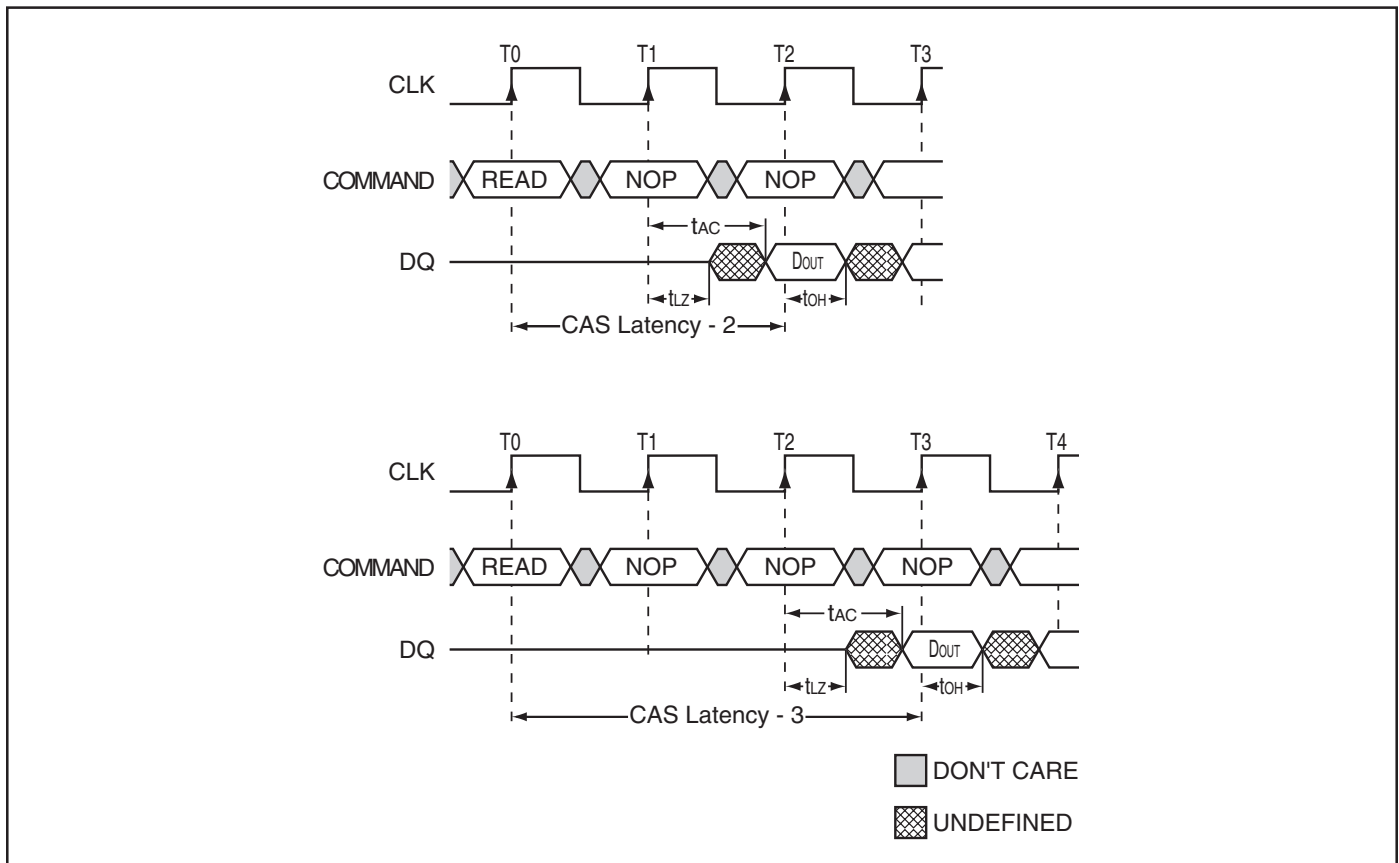 T0 T1 T2 T3
CLK
COMMAND READ NOP NOP
tAC
DQ DOUT
tLZ tOH
CAS Latency - 2
T0 T1 T2 T3 T4
CLK
COMMAND READ NOP NOP NOP
tAC
DQ DOUT
tLZ tOH
CAS Latency - 3
DON'T CARE
UNDEFINED